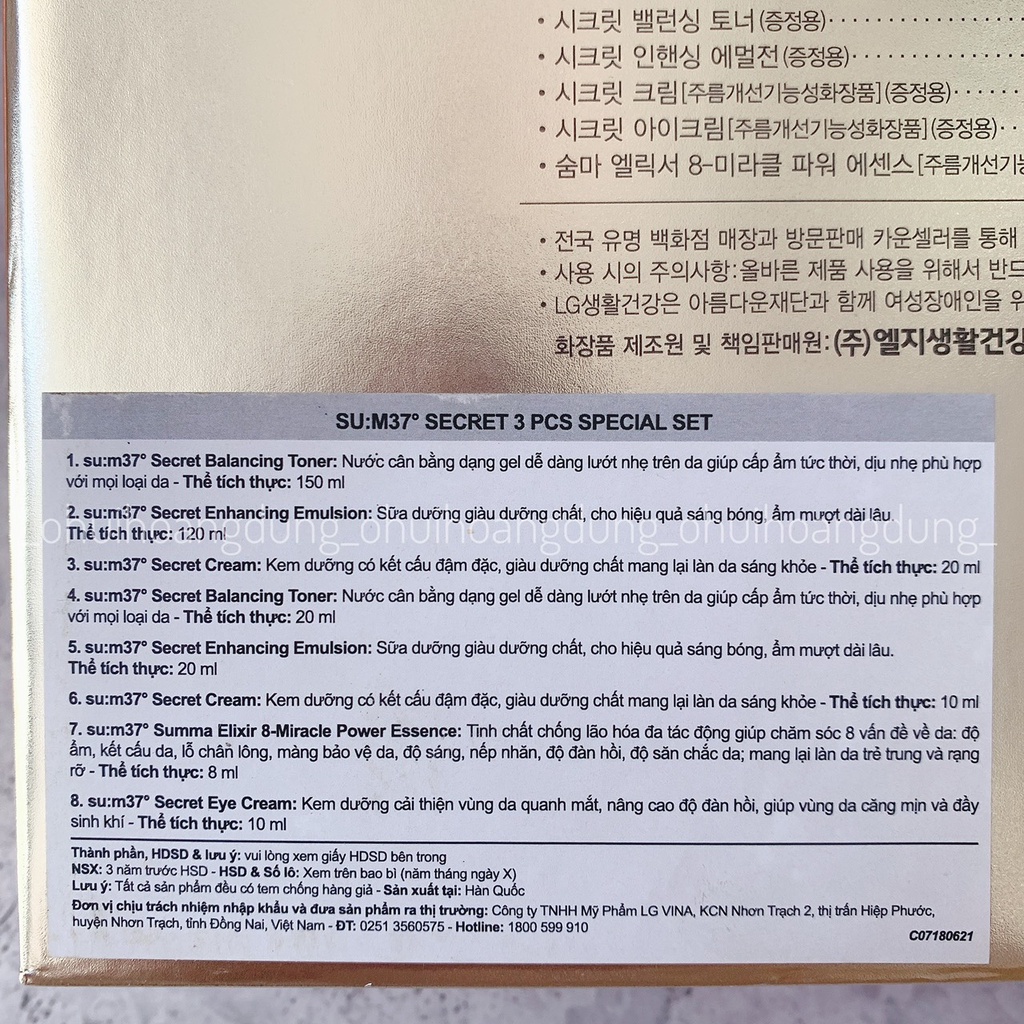 • 시크릿 밸런싱 토너(증정용)
• 시크릿 인핸싱 에멀전(증정용)
• 시크릿 크림[주름개선기능성화장품](증정용)
• 시크릿 아이크림[주름개선기능성화장품](증정용)
• 숨마 엘릭서 8-미라클 파워 에센스[주름개선기능
• 전국 유명 백화점 매장과 방문판매 카운셀러를 통해
• 사용 시의 주의사항:올바른 제품 사용을 위해서 반드
• LG생활건강은 아름다운재단과 함께 여성장애인을 위
화장품 제조원 및 책임판매원:(주)엘지생활건강
SU:M37° SECRET 3 PCS SPECIAL SET
1. su:m37° Secret Balancing Toner: Nước cân bằng dạng gel dễ dàng lướt nhẹ trên da giúp cấp ẩm tức thời, dịu nhẹ phù hợp
với mọi loại da - Thể tích thực: 150 ml
2. su:m37° Secret Enhancing Emulsion: Sữa dưỡng giàu dưỡng chất, cho hiệu quả sáng bóng, ẩm mượt dài lâu.
Thể tích thực: 120 ml
ohuihoangdung_ohuihoangdung_ohuihoangdung_
3. su:m37° Secret Cream: Kem dưỡng có kết cấu đậm đặc, giàu dưỡng chất mang lại làn da sáng khỏe - Thể tích thực: 20 ml
4. su:m37° Secret Balancing Toner: Nước cân bằng dạng gel dễ dàng lướt nhẹ trên da giúp cấp ẩm tức thời, dịu nhẹ phù hợp
với mọi loại da - Thể tích thực: 20 ml
5. su:m37° Secret Enhancing Emulsion: Sữa dưỡng giàu dưỡng chất, cho hiệu quả sáng bóng, ẩm mượt dài lâu.
Thể tích thực: 20 ml
6. su:m37° Secret Cream: Kem dưỡng có kết cấu đậm đặc, giàu dưỡng chất mang lại làn da sáng khỏe - Thể tích thực: 10 ml
7. su:m37° Summa Elixir 8-Miracle Power Essence: Tinh chất chống lão hóa đa tác động giúp chăm sóc 8 vấn đề về da: độ
ẩm, kết cấu da, lỗ chân lông, màng bảo vệ da, độ sáng, nếp nhăn, độ đàn hồi, độ săn chắc da; mang lại làn da trẻ trung và rạng
rỡ - Thể tích thực: 8 ml
8. su:m37° Secret Eye Cream: Kem dưỡng cải thiện vùng da quanh mắt, nâng cao độ đàn hồi, giúp vùng da căng mịn và đầy
sinh khí - Thể tích thực: 10 ml
Thành phần, HDSD & lưu ý: vui lòng xem giấy HDSD bên trong
NSX: 3 năm trước HSD - HSD & Số lô: Xem trên bao bì (năm tháng ngày X)
Lưu ý: Tất cả sản phẩm đều có tem chống hàng giả - Sản xuất tại: Hàn Quốc
Đơn vị chịu trách nhiệm nhập khẩu và đưa sản phẩm ra thị trường: Công ty TNHH Mỹ Phẩm LG VINA, KCN Nhơn Trạch 2, thị trấn Hiệp Phước,
huyện Nhơn Trạch, tỉnh Đồng Nai, Việt Nam - ĐT: 0251 3560575 - Hotline: 1800 599 910
C07180621